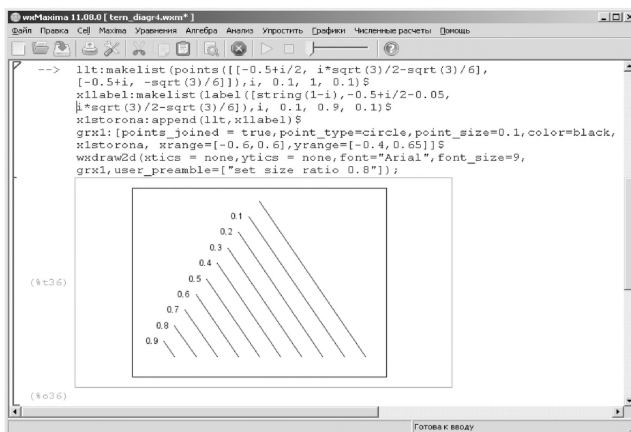 wxMaxima 11.08.0 [ tern_diagr4.wxm* ]
Файл Правка Cell Maxima Уравнения Алгебра Анализ Упростить Графики Численные расчеты Помощь
--> llt:makelist(points([[-0.5+i/2, i*sqrt(3)/2-sqrt(3)/6],
[-0.5+i, -sqrt(3)/6]]),i, 0.1, 1, 0.1)$
x1label:makelist(label([string(1-i),-0.5+i/2-0.05,
i*sqrt(3)/2-sqrt(3)/6]),i, 0.1, 0.9, 0.1)$
x1storona:append(llt,x1label)$
grx1:[points_joined = true,point_type=circle,point_size=0.1,color=black,
x1storona, xrange=[-0.6,0.6],yrange=[-0.4,0.65]]$
wxdraw2d(xtics = none,ytics = none,font="Arial",font_size=9,
grx1,user_preamble=["set size ratio 0.8"]);
(%t36)
0.1
0.2
0.3
0.4
0.5
0.6
0.7
0.8
0.9
(%o36)
Готова к вводу